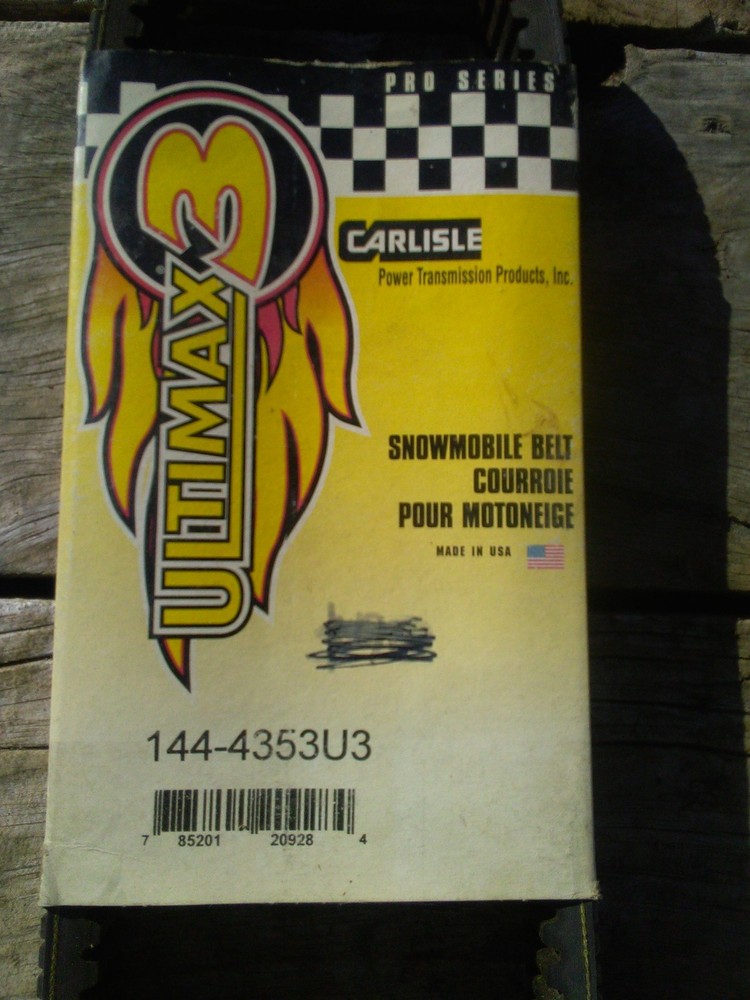 PRO SERIES
ULTIMAX 3
CARLISLE
Power Transmission Products, Inc.
SNOWMOBILE BELT
COURROIE
POUR MOTONEIGE
MADE IN USA
144-4353U3
7 85201 20928 4